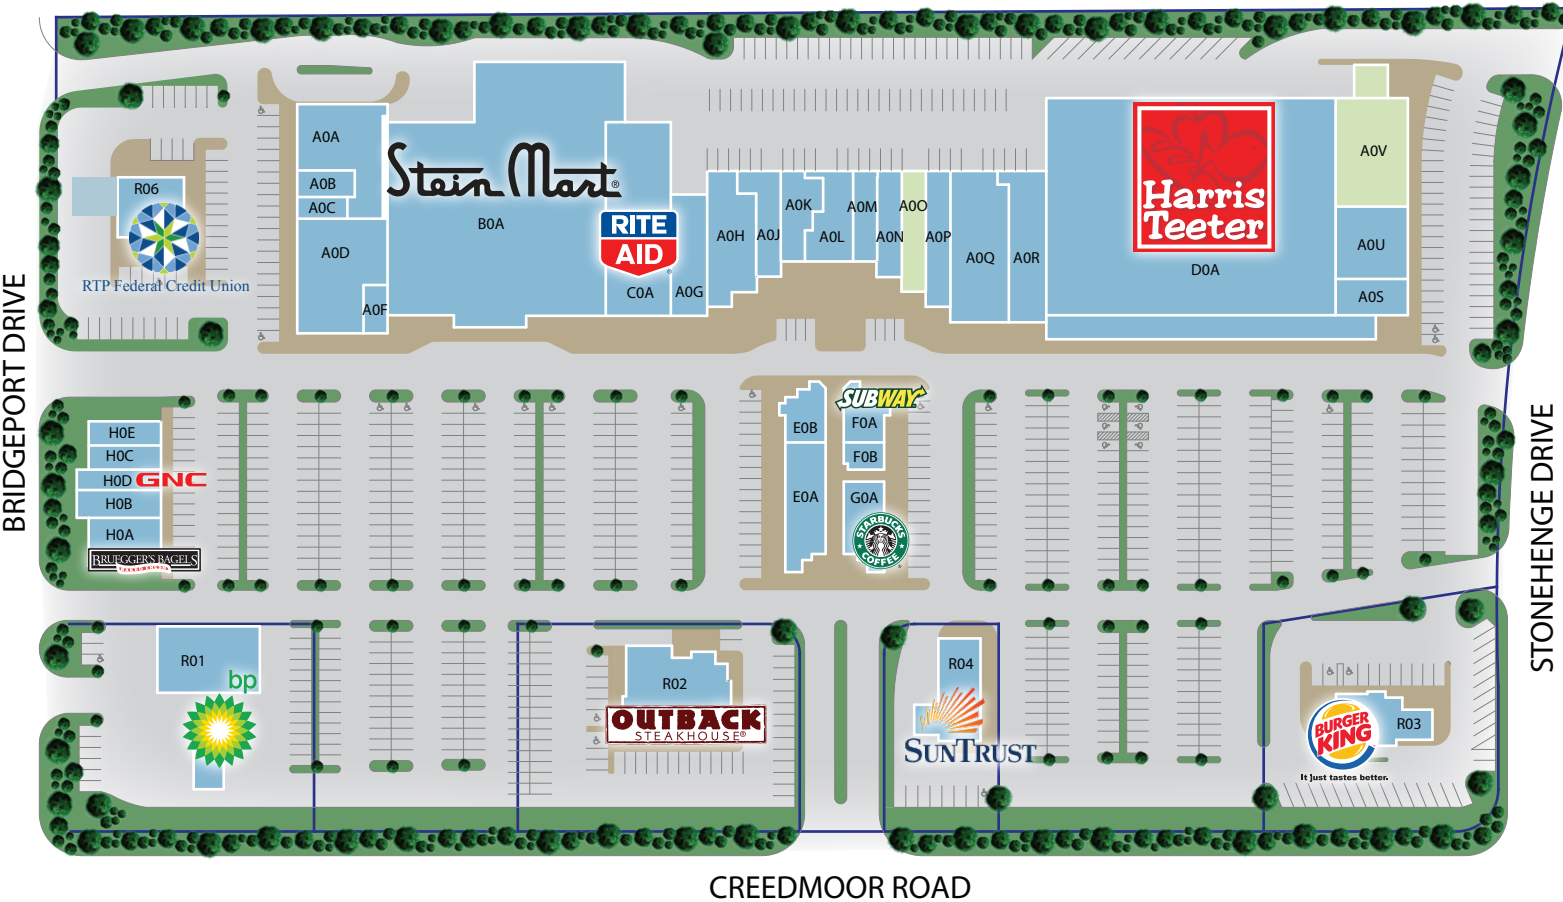 A0A
A0B
A0C
A0D
A0F
Stein Mart®
B0A
RITE
AID
®
C0A
A0G
A0H
A0J
A0K
A0L
A0M
A0N
A0O
A0P
A0Q
A0R
Harris
Teeter
D0A
A0V
A0U
A0S
R06
RTP Federal Credit Union
BRIDGEPORT DRIVE
STONEHENGE DRIVE
H0E
H0C
H0D GNC
H0B
H0A
BRUEGGER'S BAGELS
BAKED FRESH
E0B
E0A
SUBWAY
F0A
F0B
G0A
STARBUCKS
COFFEE
R01
bp
R02
OUTBACK
STEAKHOUSE®
R04
SUNTRUST
R03
BURGER
KING
It just tastes better.
CREEDMOOR ROAD